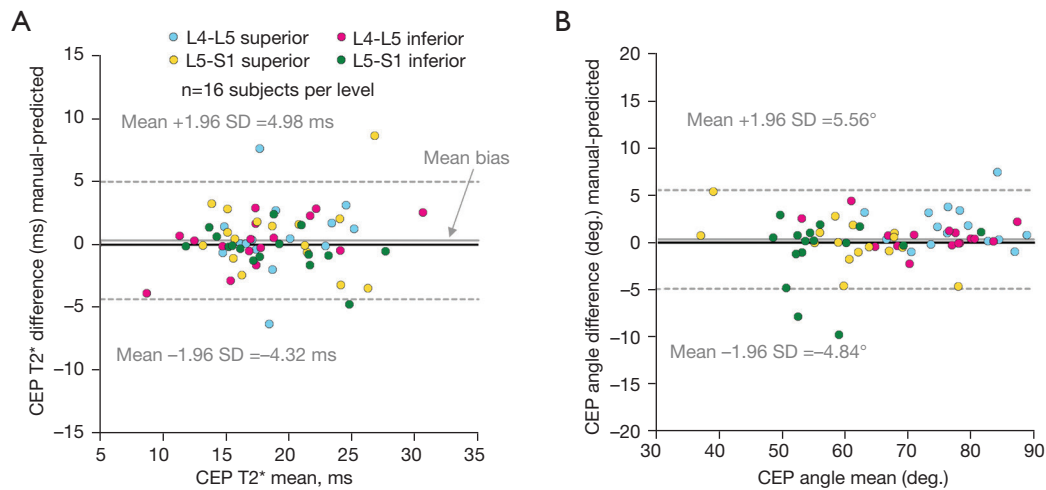 A
L4-L5 superior
L4-L5 inferior
L5-S1 superior
L5-S1 inferior
n=16 subjects per level
Mean +1.96 SD =4.98 ms
Mean bias
Mean –1.96 SD =–4.32 ms
CEP T2* difference (ms) manual-predicted
15
10
5
0
–5
–10
–15
5
10
15
20
25
30
35
CEP T2* mean, ms
B
Mean +1.96 SD =5.56°
Mean –1.96 SD =–4.84°
CEP angle difference (deg.) manual-predicted
20
15
10
5
0
–5
–10
–15
–20
30
40
50
60
70
80
90
CEP angle mean (deg.)